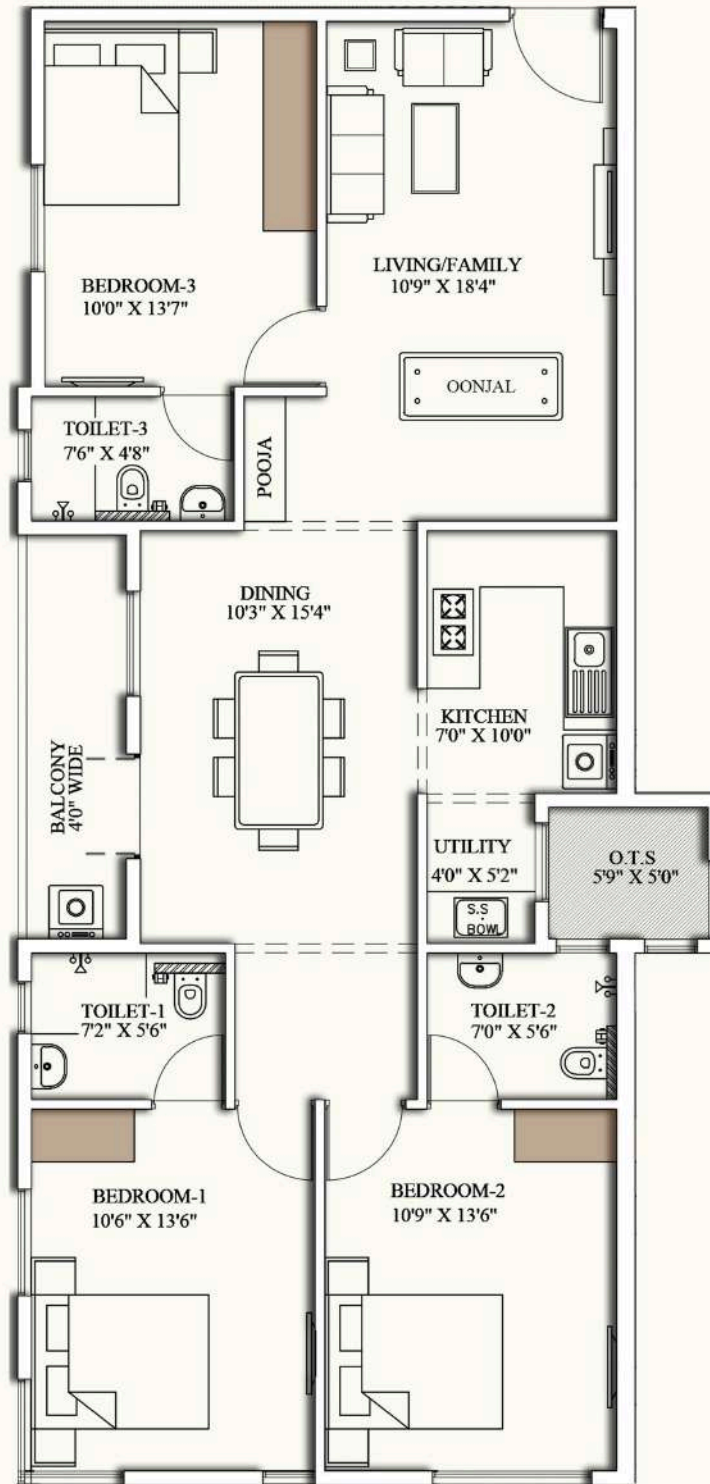 BEDROOM-3
10'0" X 13'7"
LIVING/FAMILY
10'9" X 18'4"
OONJAL
TOILET-3
7'6" X 4'8"
POOJA
DINING
10'3" X 15'4"
KITCHEN
7'0" X 10'0"
BALCONY
4'0" WIDE
UTILITY
4'0" X 5'2"
S.S
BOWL
O.T.S
5'9" X 5'0"
TOILET-1
7'2" X 5'6"
TOILET-2
7'0" X 5'6"
BEDROOM-1
10'6" X 13'6"
BEDROOM-2
10'9" X 13'6"